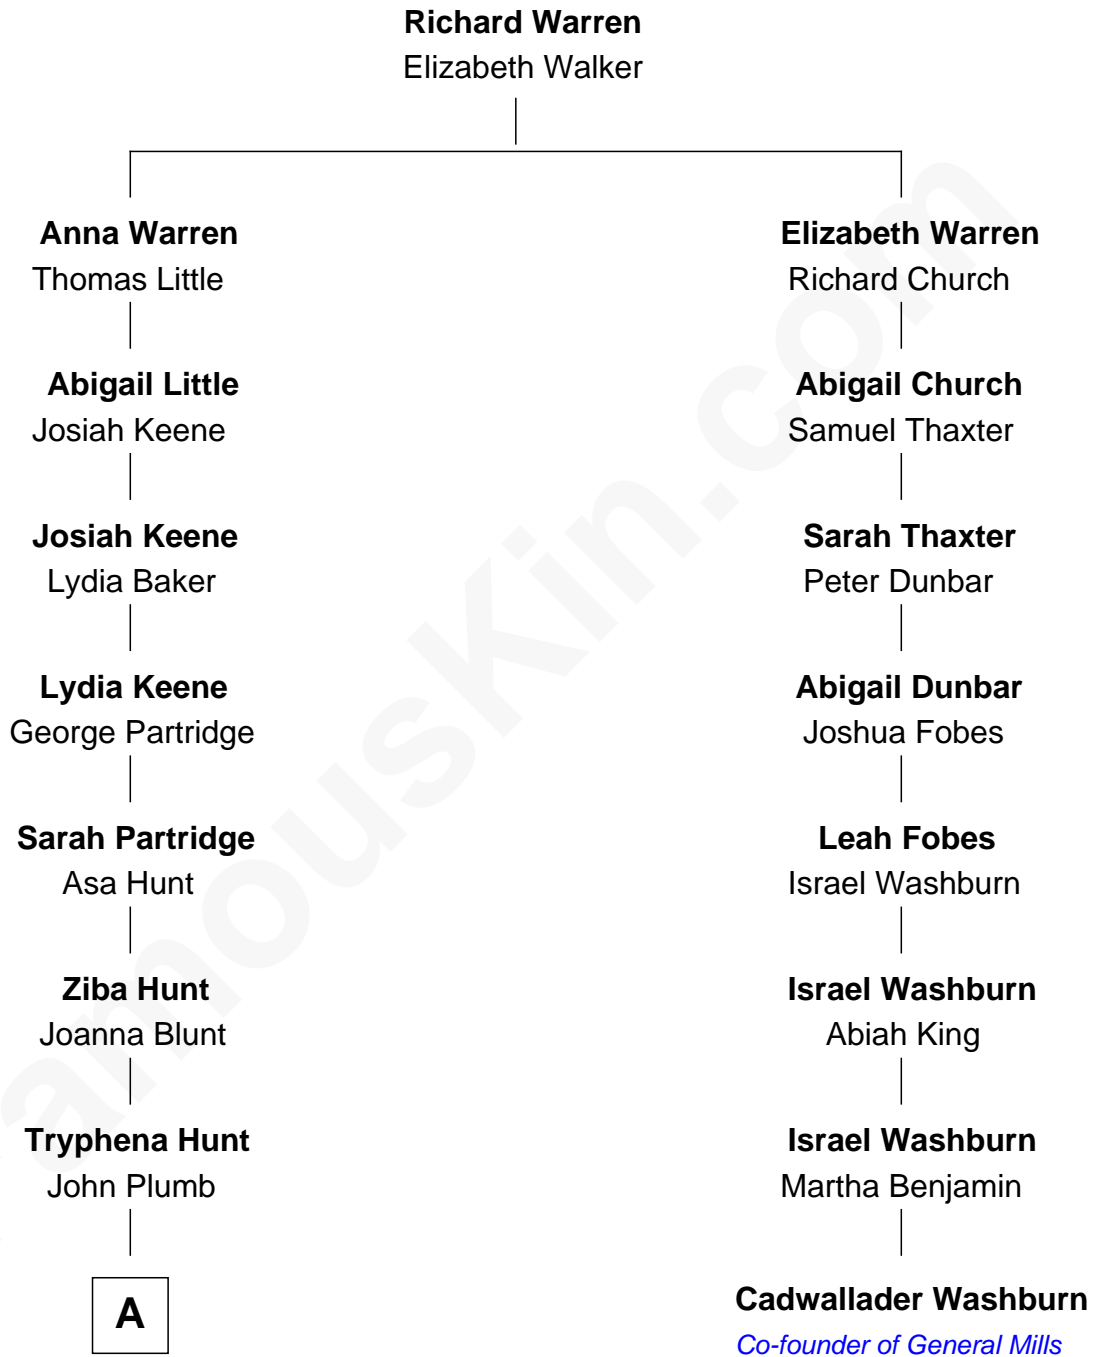 Richard Warren
Elizabeth Walker
Anna Warren
Thomas Little
Elizabeth Warren
Richard Church
Abigail Little
Josiah Keene
Abigail Church
Samuel Thaxter
Josiah Keene
Lydia Baker
Sarah Thaxter
Peter Dunbar
Lydia Keene
George Partridge
Abigail Dunbar
Joshua Fobes
Sarah Partridge
Asa Hunt
Leah Fobes
Israel Washburn
Ziba Hunt
Joanna Blunt
Israel Washburn
Abiah King
Tryphena Hunt
John Plumb
Israel Washburn
Martha Benjamin
A
Cadwallader Washburn
Co-founder of General Mills
amousKin.com